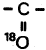 – C –
¹⁸O